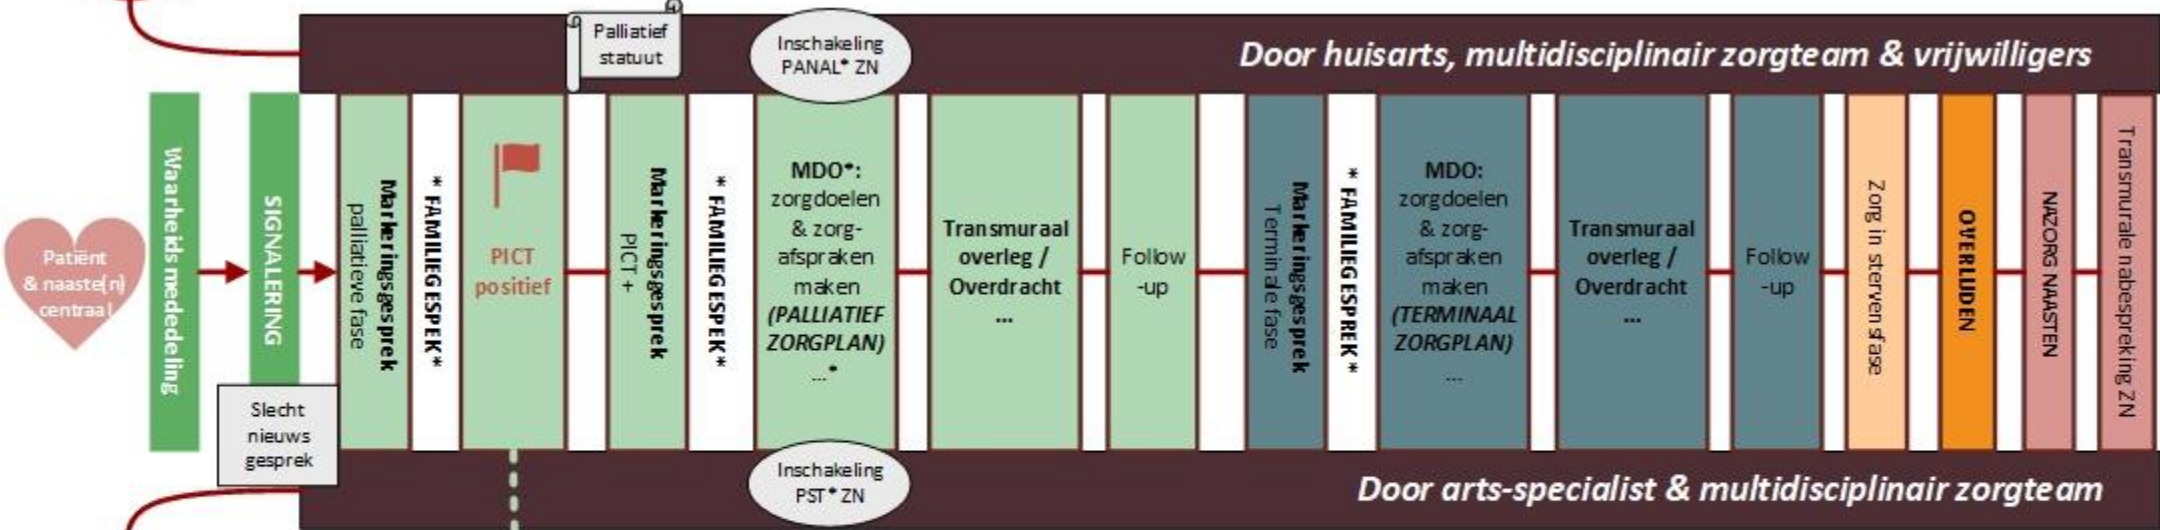 Palliatief
statuut
Inschakeling
PANAL* ZN
Door huisarts, multidisciplinair zorgteam & vrijwilligers
Patiënt
& naaste(n)
centraal
Waarheidsmededeling
SIGNALERING
Slecht
nieuws
gesprek
Markeringsgesprek
palliatieve fase
* FAMILIEGESPEK*
PICT
positief
Markeringsgesprek
PICT +
* FAMILIEGESPEK*
MDO*:
zorgdoelen
& zorg-
afspraken
maken
(PALLIATIEF
ZORGPLAN)
...*
Transmuraal
overleg /
Overdracht
...
Follow
-up
Markeringsgesprek
Terminale fase
* FAMILIEGESPREK*
MDO:
zorgdoelen
& zorg-
afspraken
maken
(TERMINAAL
ZORGPLAN)
...
Transmuraal
overleg /
Overdracht
...
Follow
-up
Zorg in stervensfase
OVERLIJDEN
NAZORG NAASTEN
Transmurale nabespreking ZN
Inschakeling
PST* ZN
Door arts-specialist & multidisciplinair zorgteam